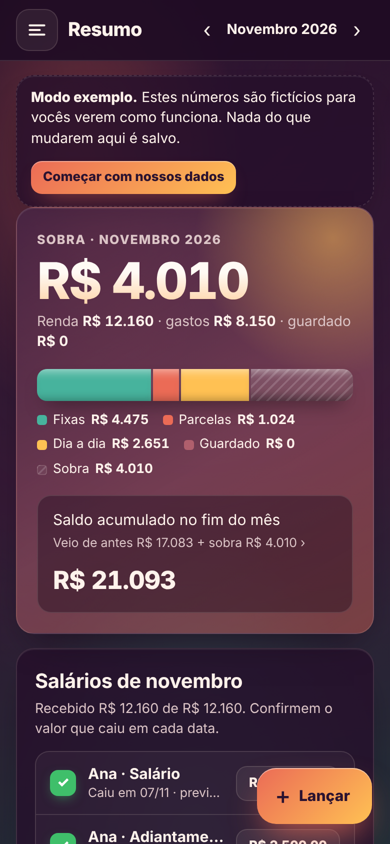 Resumo
‹ Novembro 2026 ›
Modo exemplo. Estes números são fictícios para
vocês verem como funciona. Nada do que
mudarem aqui é salvo.
Começar com nossos dados
SOBRA · NOVEMBRO 2026
R$ 4.010
Renda R$ 12.160 · gastos R$ 8.150 · guardado
R$ 0
Fixas R$ 4.475 Parcelas R$ 1.024
Dia a dia R$ 2.651 Guardado R$ 0
Sobra R$ 4.010
Saldo acumulado no fim do mês
Veio de antes R$ 17.083 + sobra R$ 4.010 ›
R$ 21.093
Salários de novembro
Recebido R$ 12.160 de R$ 12.160. Confirmem o
valor que caiu em cada data.
Ana · Salário
Caiu em 07/11 · previ...
+ Lançar
Ana · Adiantame...